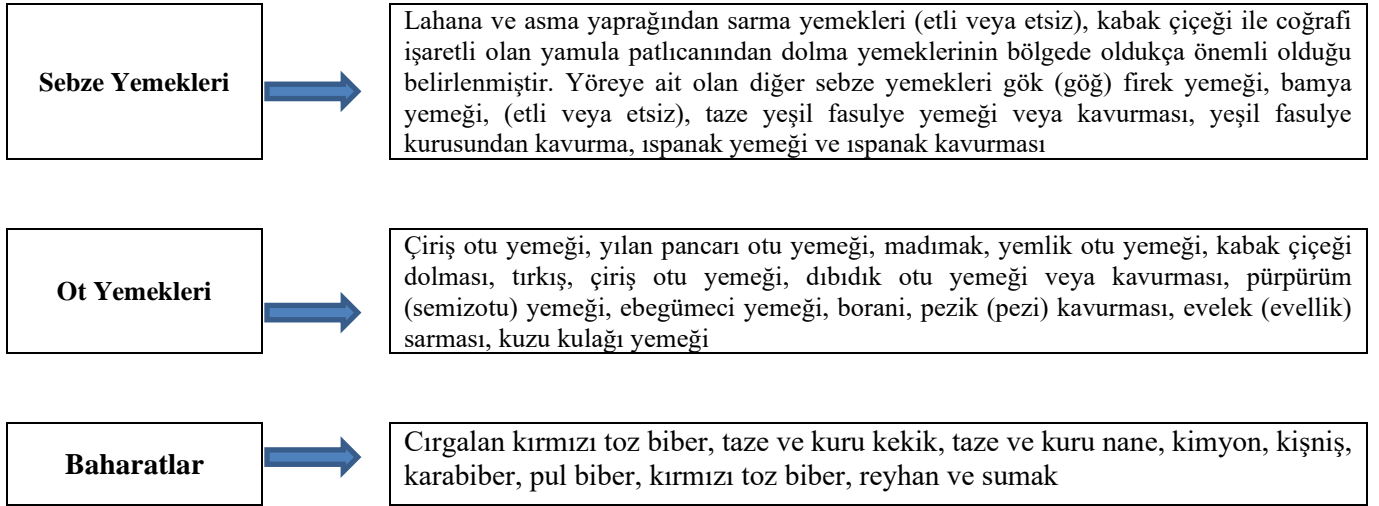 Sebze Yemekleri
Lahana ve asma yaprağından sarma yemekleri (etli veya etsiz), kabak çiçeği ile coğrafi
işaretli olan yamula patlıcanından dolma yemeklerinin bölgede oldukça önemli olduğu
belirlenmiştir. Yöreye ait olan diğer sebze yemekleri gök (göğ) firek yemeği, bamya
yemeği, (etli veya etsiz), taze yeşil fasulye yemeği veya kavurması, yeşil fasulye
kurusundan kavurma, ıspanak yemeği ve ıspanak kavurması
Ot Yemekleri
Çiriş otu yemeği, yılan pancarı otu yemeği, madımak, yemlik otu yemeği, kabak çiçeği
dolması, tırkış, çiriş otu yemeği, dıbıdık otu yemeği veya kavurması, pürpürüm
(semizotu) yemeği, ebegümeci yemeği, borani, pezik (pezi) kavurması, evelek (evellik)
sarması, kuzu kulağı yemeği
Baharatlar
Cırgalan kırmızı toz biber, taze ve kuru kekik, taze ve kuru nane, kimyon, kişniş,
karabiber, pul biber, kırmızı toz biber, reyhan ve sumak